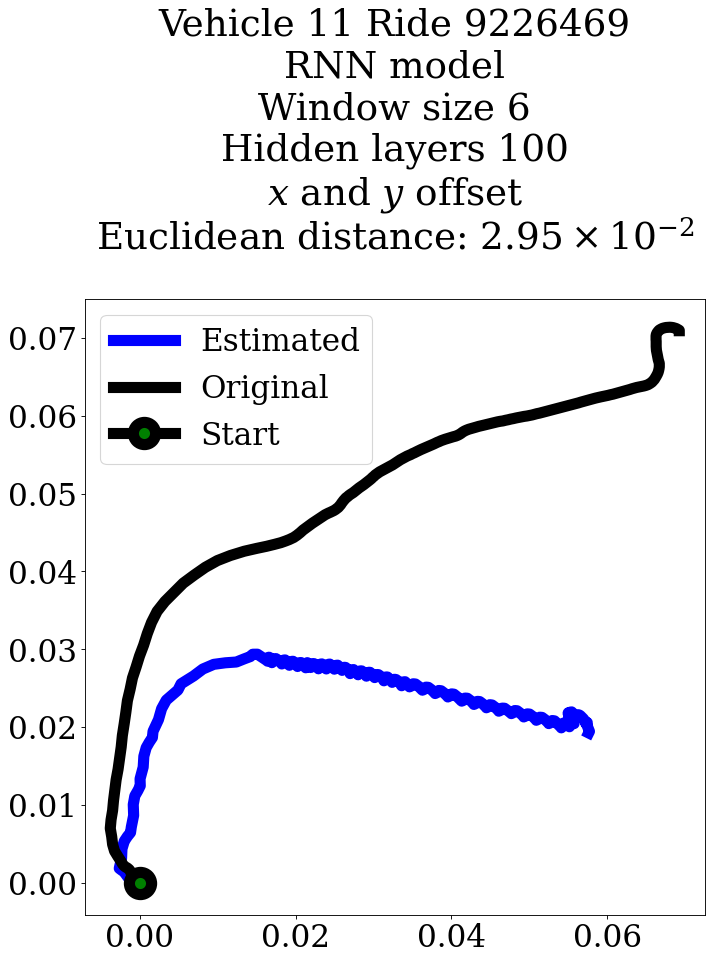 Vehicle 11 Ride 9226469
RNN model
Window size 6
Hidden layers 100
x and y offset
Euclidean distance: 2.95 × 10⁻²
Estimated
Original
Start
0.07
0.06
0.05
0.04
0.03
0.02
0.01
0.00
0.00 0.02 0.04 0.06